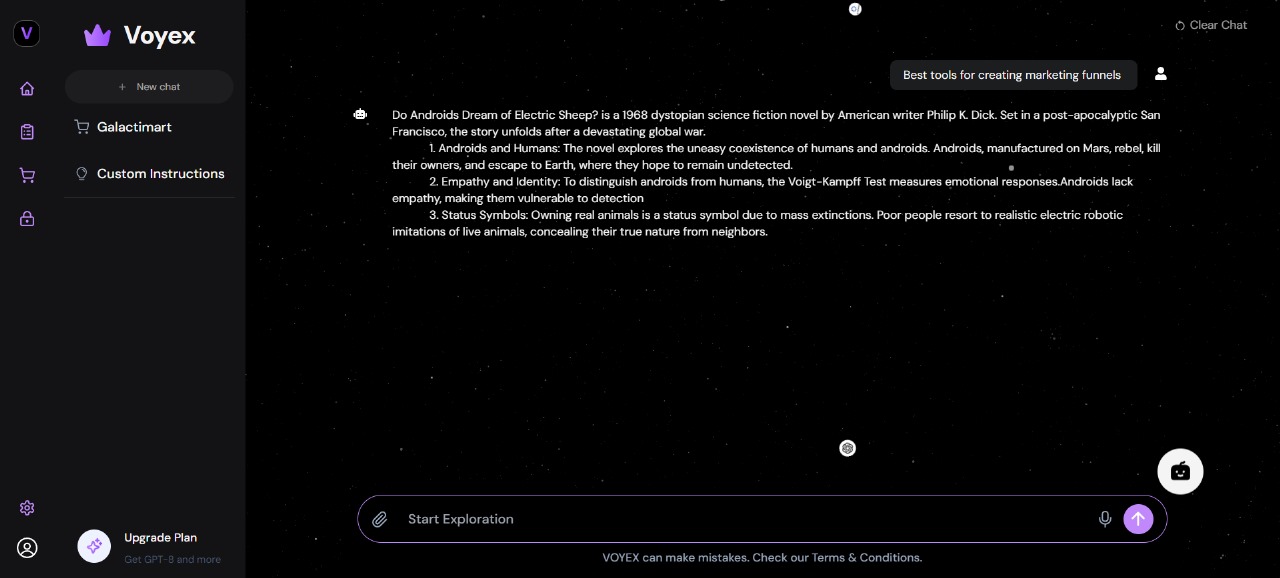 V
Voyex
+ New chat
Galactimart
Custom Instructions
Clear Chat
Best tools for creating marketing funnels
Do Androids Dream of Electric Sheep? is a 1968 dystopian science fiction novel by American writer Philip K. Dick. Set in a post-apocalyptic San
Francisco, the story unfolds after a devastating global war.
1. Androids and Humans: The novel explores the uneasy coexistence of humans and androids. Androids, manufactured on Mars, rebel, kill
their owners, and escape to Earth, where they hope to remain undetected.
2. Empathy and Identity: To distinguish androids from humans, the Voigt-Kampff Test measures emotional responses.Androids lack
empathy, making them vulnerable to detection
3. Status Symbols: Owning real animals is a status symbol due to mass extinctions. Poor people resort to realistic electric robotic
imitations of live animals, concealing their true nature from neighbors.
Start Exploration
VOYEX can make mistakes. Check our Terms & Conditions.
Upgrade Plan
Get GPT-8 and more